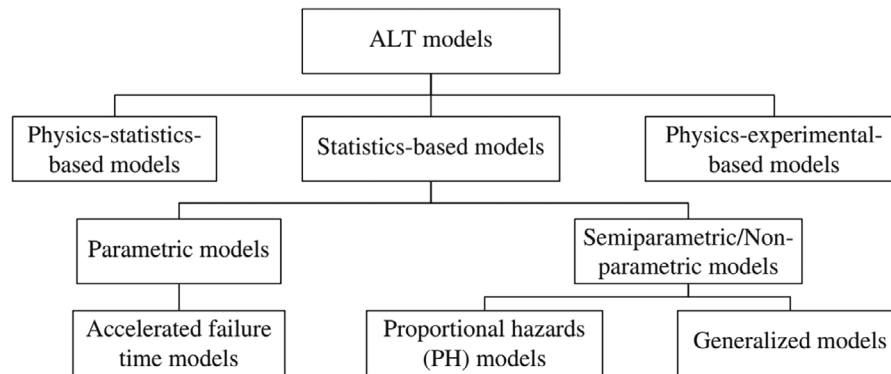 ALT models
Physics-statistics-
based models
Statistics-based models
Physics-experimental-
based models
Parametric models
Semiparametric/Non-
parametric models
Accelerated failure
time models
Proportional hazards
(PH) models
Generalized models